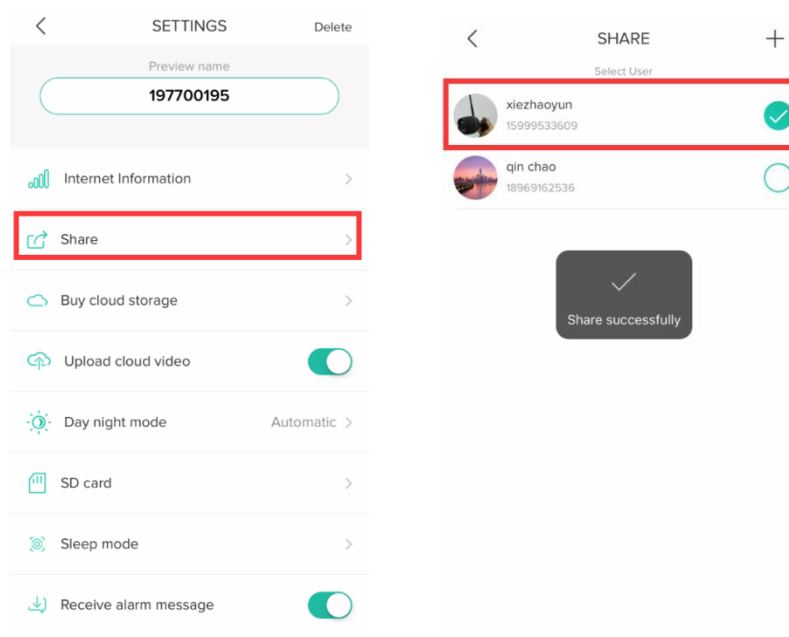 SETTINGS
Delete
Preview name
197700195
Internet Information
Share
Buy cloud storage
Upload cloud video
Day night mode
Automatic
SD card
Sleep mode
Receive alarm message
SHARE
Select User
xiezhaoyun
15999533609
qin chao
18969162536
Share successfully